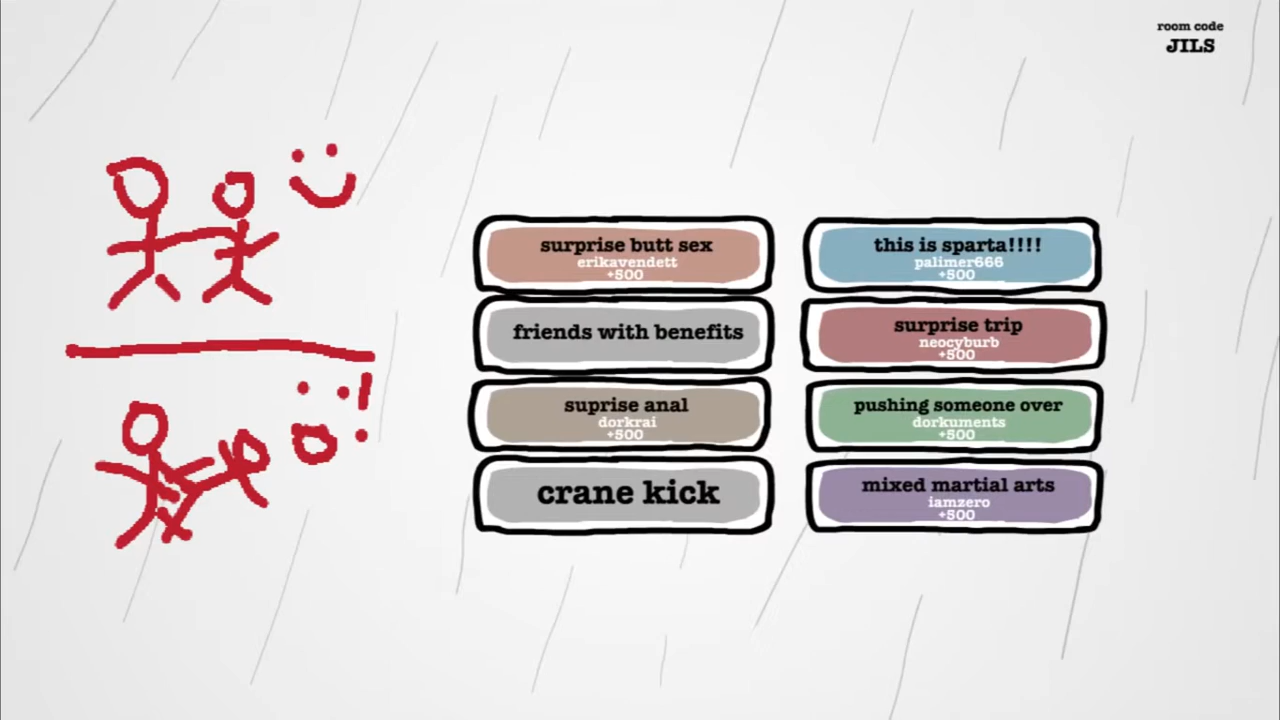 room code
JILS
surprise butt sex
erikavendett
+500
this is sparta!!!!
palimer666
+500
friends with benefits
surprise trip
neocyburb
+500
suprise anal
dorkrai
+500
pushing someone over
dorkuments
+500
crane kick
mixed martial arts
iamzero
+500